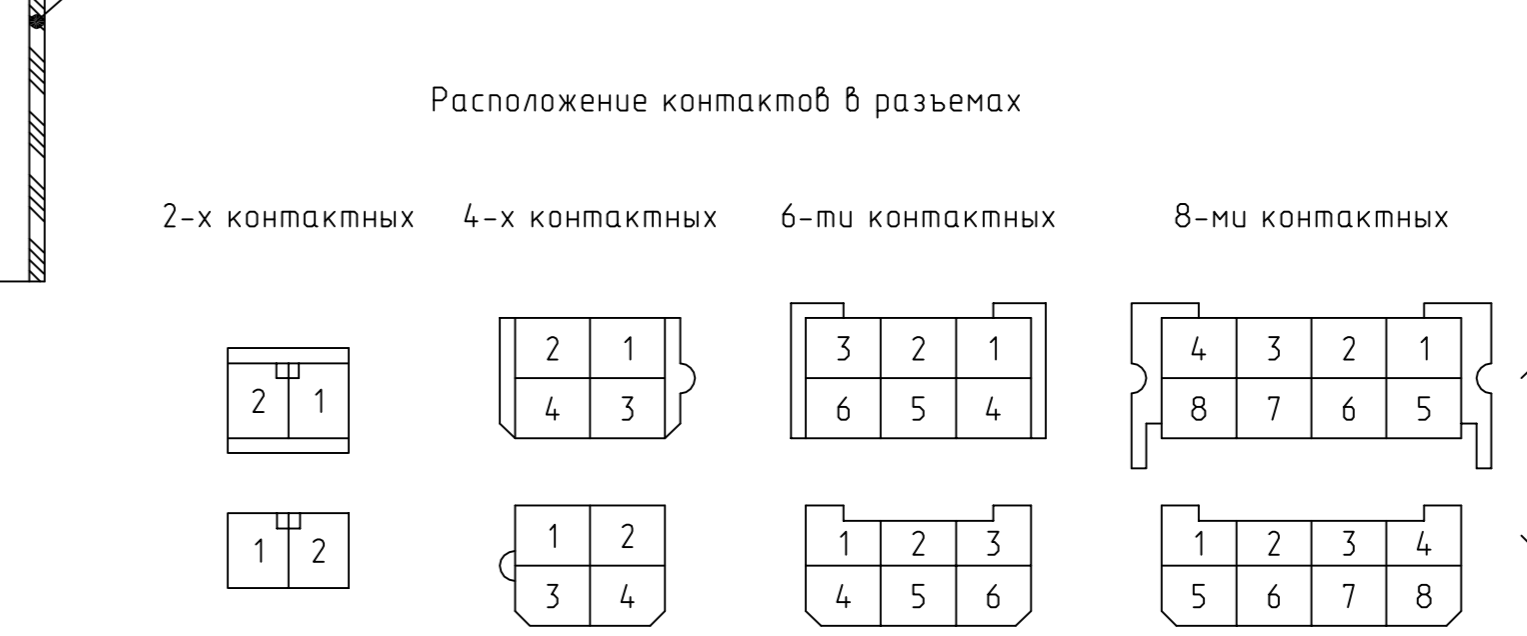 Расположение контактов в разъемах
2-х контактных 4-х контактных 6-ти контактных 8-ми контактных
2 1 3 2 1 4 3 2 1
2 1
4 3 6 5 4 8 7 6 5
1 2 1 2 3 1 2 3 4
1 2
3 4 4 5 6 5 6 7 8